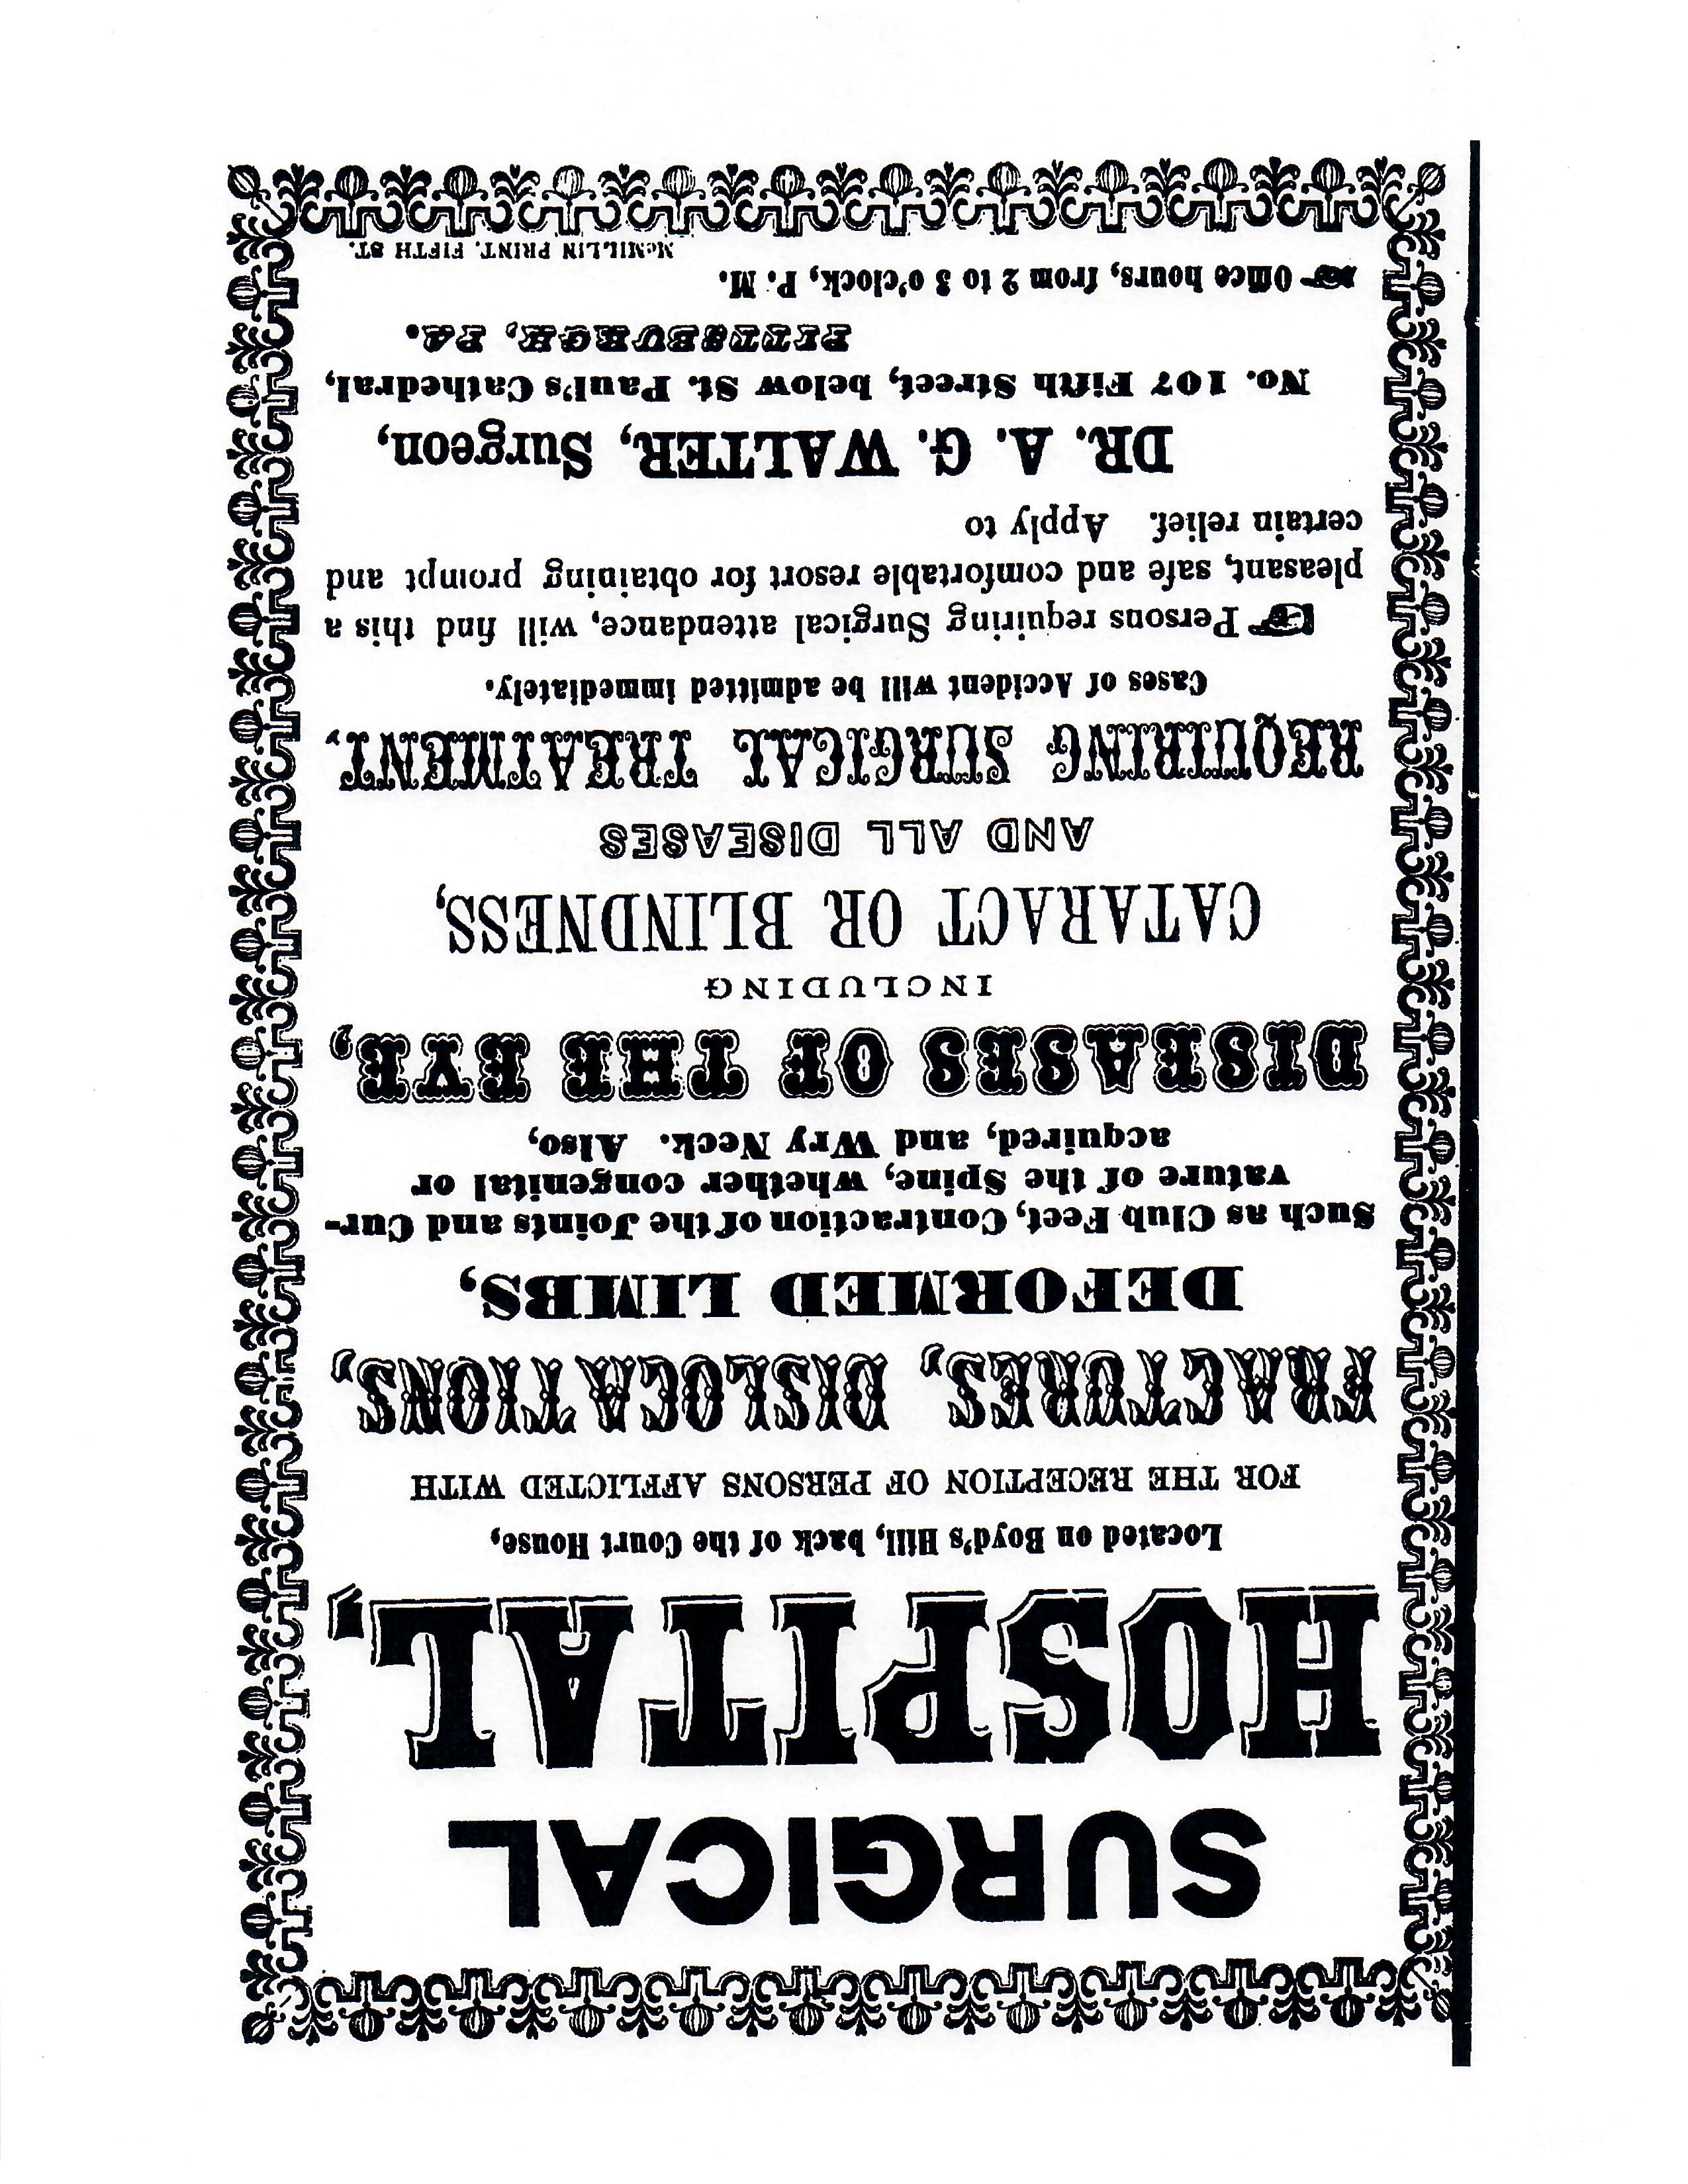 SURGICAL
HOSPITAL,
Located on Boyd's Hill, back of the Court House,
FOR THE RECEPTION OF PERSONS AFFLICTED WITH
FRACTURES, DISLOCATIONS,
DEFORMED LIMBS,
Such as Club Feet, Contraction of the Joints and Cur-
vature of the Spine, whether congenital or
acquired, and Wry Neck. Also,
DISEASES OF THE EYE,
INCLUDING
CATARACT OR BLINDNESS,
AND ALL DISEASES
REQUIRING SURGICAL TREATMENT,
Cases of Accident will be admitted immediately.
☞ Persons requiring Surgical attendance, will find this a
pleasant, safe and comfortable resort for obtaining prompt and
certain relief. Apply to
DR. A. G. WALTER, Surgeon,
No. 107 Fifth Street, below St. Paul's Cathedral,
PITTSBURGH, PA.
☞ Office hours, from 2 to 3 o'clock, P. M.
McMILLIN PRINT. FIFTH ST.